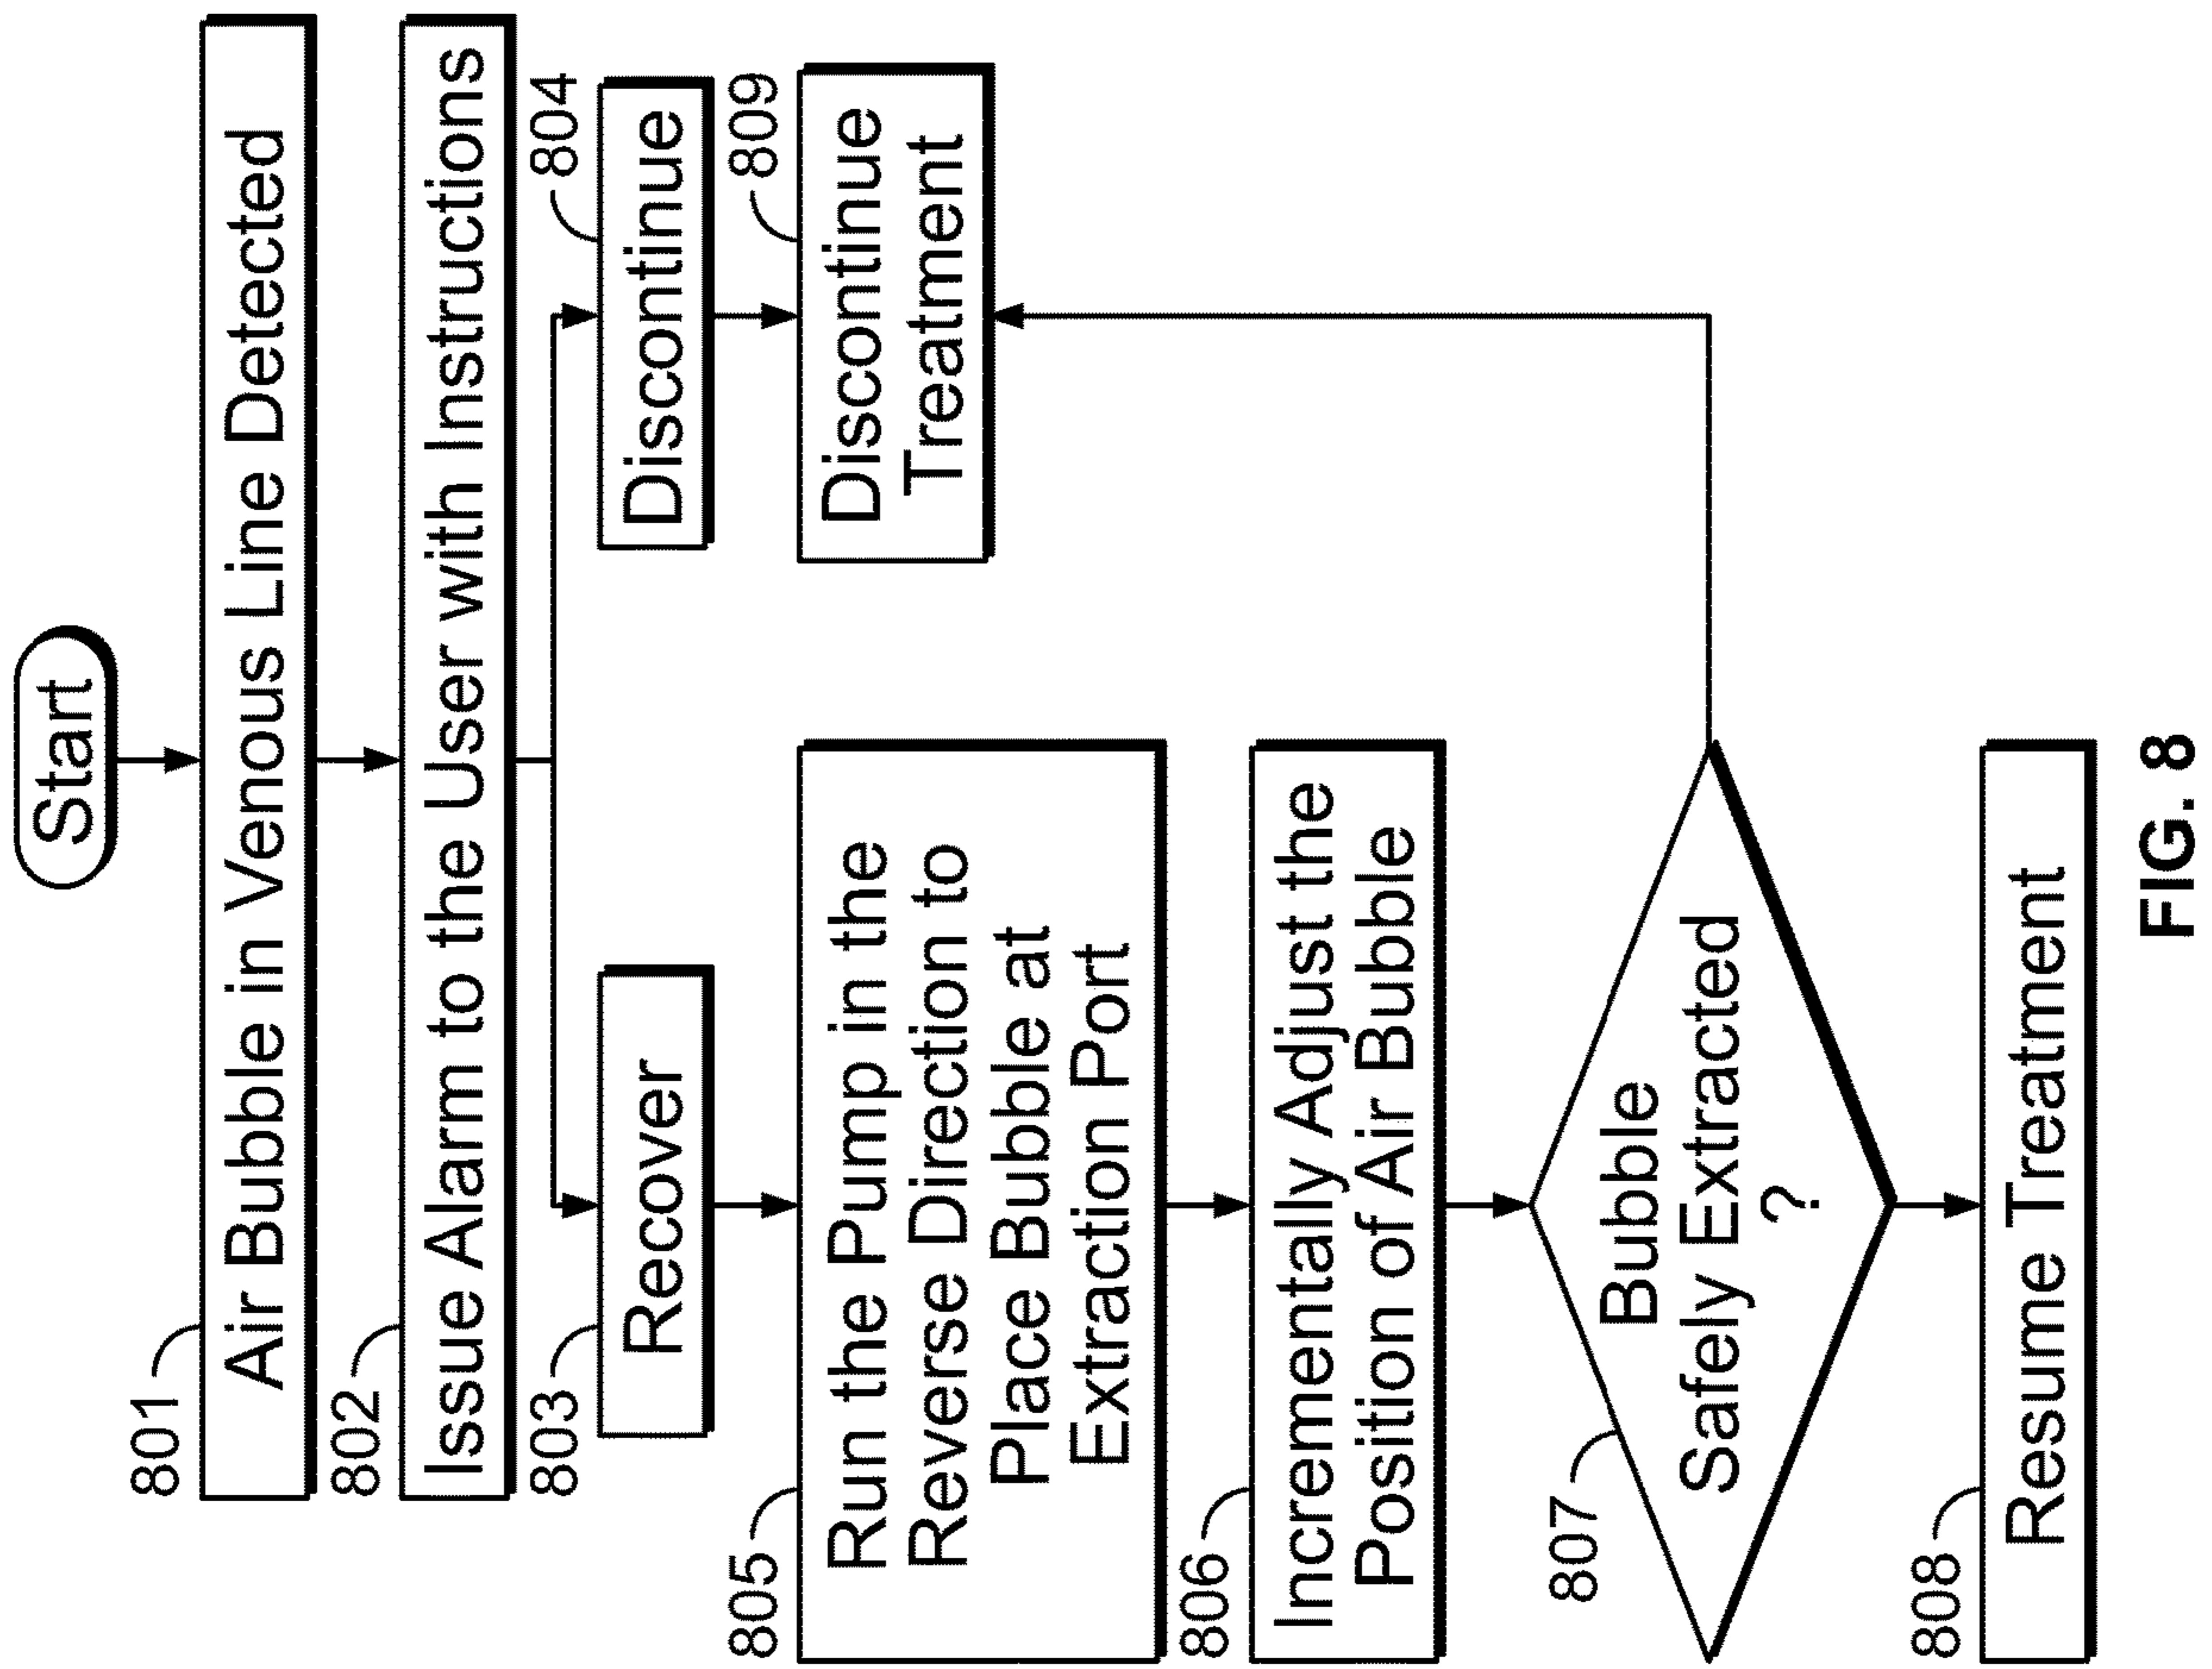 Start
801
Air Bubble in Venous Line Detected
802
Issue Alarm to the User with Instructions
803
Recover
804
Discontinue
805
Run the Pump in the
Reverse Direction to
Place Bubble at
Extraction Port
809
Discontinue
Treatment
806
Incrementally Adjust the
Position of Air Bubble
807
Bubble
Safely Extracted
?
808
Resume Treatment
FIG. 8